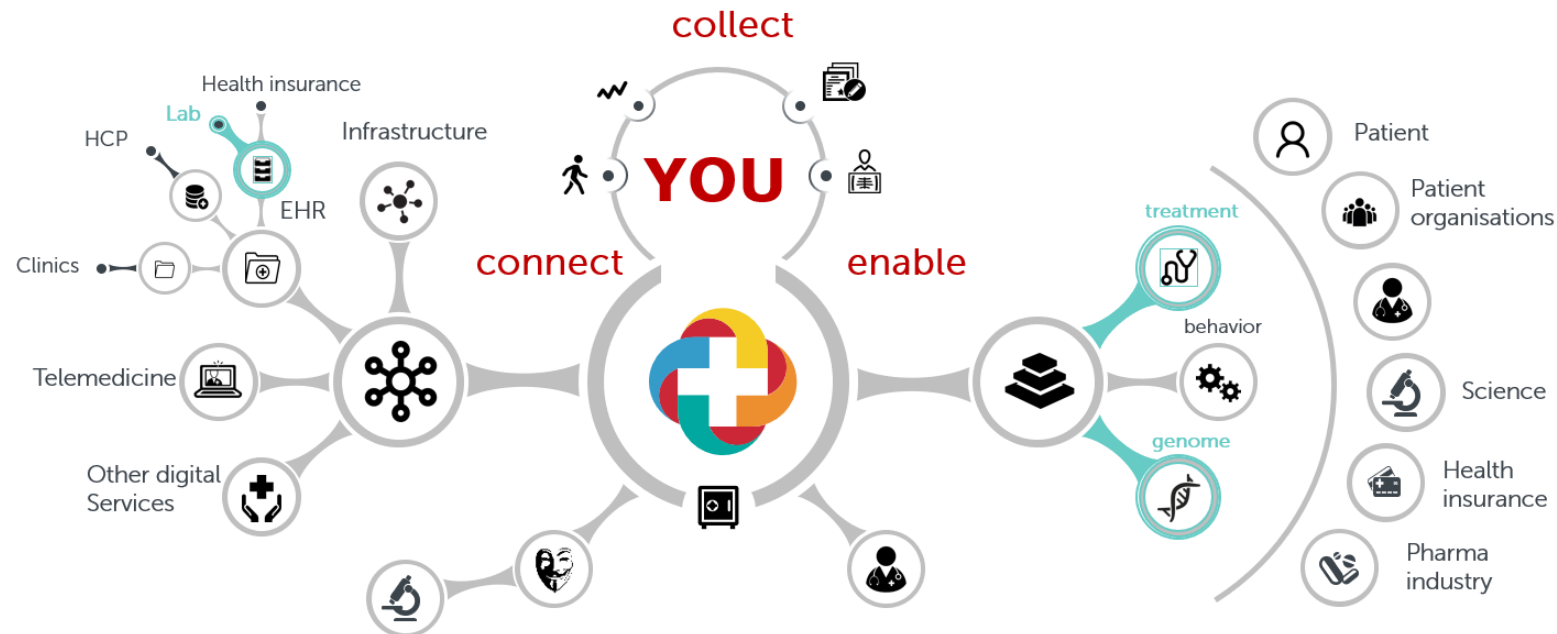 collect
Health insurance
Lab
HCP
Infrastructure
YOU
EHR
Clinics
connect
enable
Telemedicine
Other digital
Services
treatment
behavior
genome
Patient
Patient
organisations
Science
Health
insurance
Pharma
industry